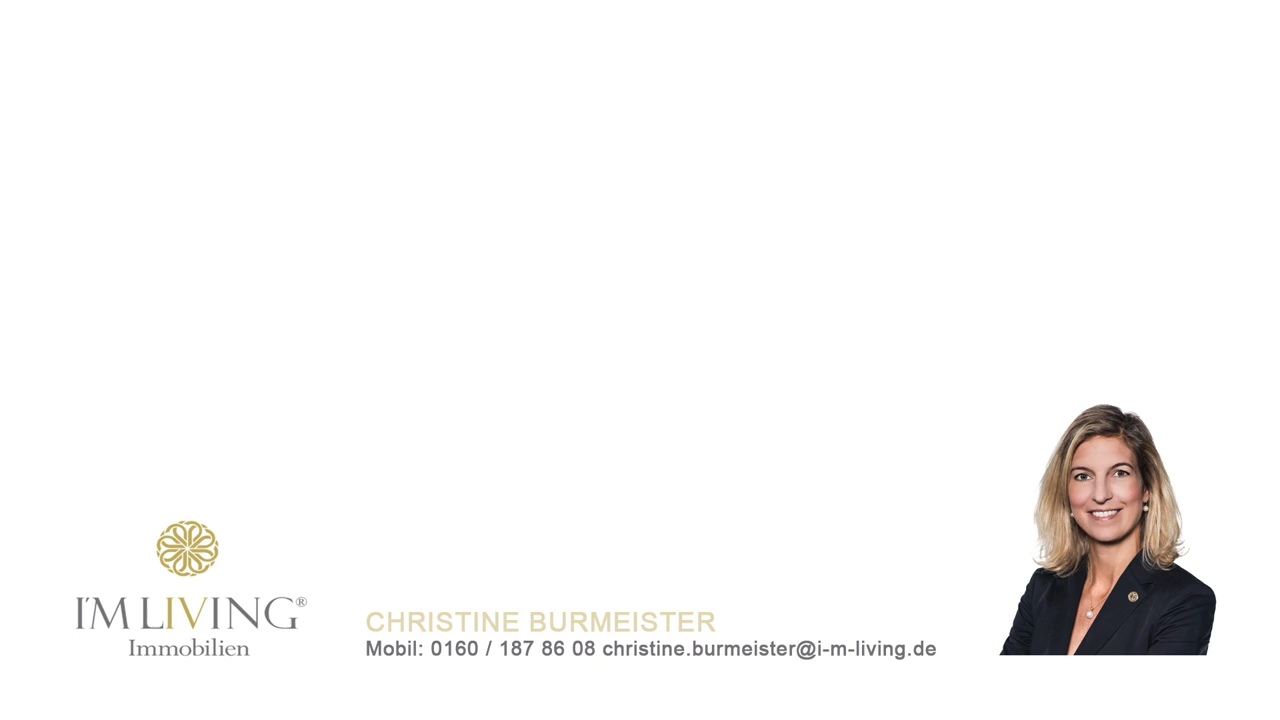 I'M LIVING®
Immobilien
CHRISTINE BURMEISTER
Mobil: 0160 / 187 86 08 christine.burmeister@i-m-living.de